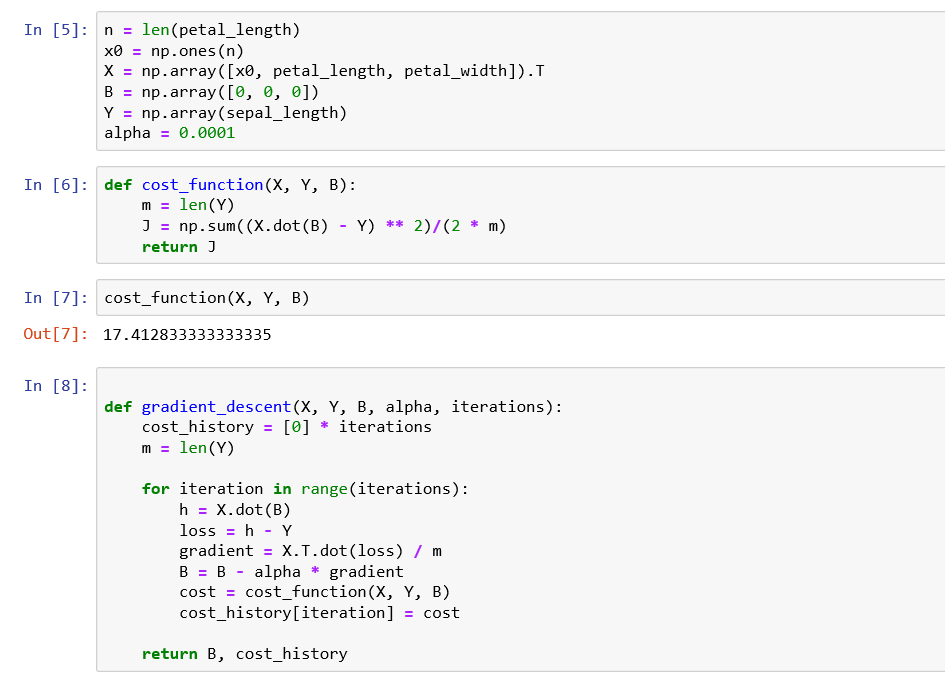 In [5]: n = len(petal_length)
x0 = np.ones(n)
X = np.array([x0, petal_length, petal_width]).T
B = np.array([0, 0, 0])
Y = np.array(sepal_length)
alpha = 0.0001
In [6]: def cost_function(X, Y, B):
    m = len(Y)
    J = np.sum((X.dot(B) - Y) ** 2)/(2 * m)
    return J
In [7]: cost_function(X, Y, B)
Out[7]: 17.412833333333335
In [8]:
def gradient_descent(X, Y, B, alpha, iterations):
    cost_history = [0] * iterations
    m = len(Y)
    for iteration in range(iterations):
        h = X.dot(B)
        loss = h - Y
        gradient = X.T.dot(loss) / m
        B = B - alpha * gradient
        cost = cost_function(X, Y, B)
        cost_history[iteration] = cost
    return B, cost_history